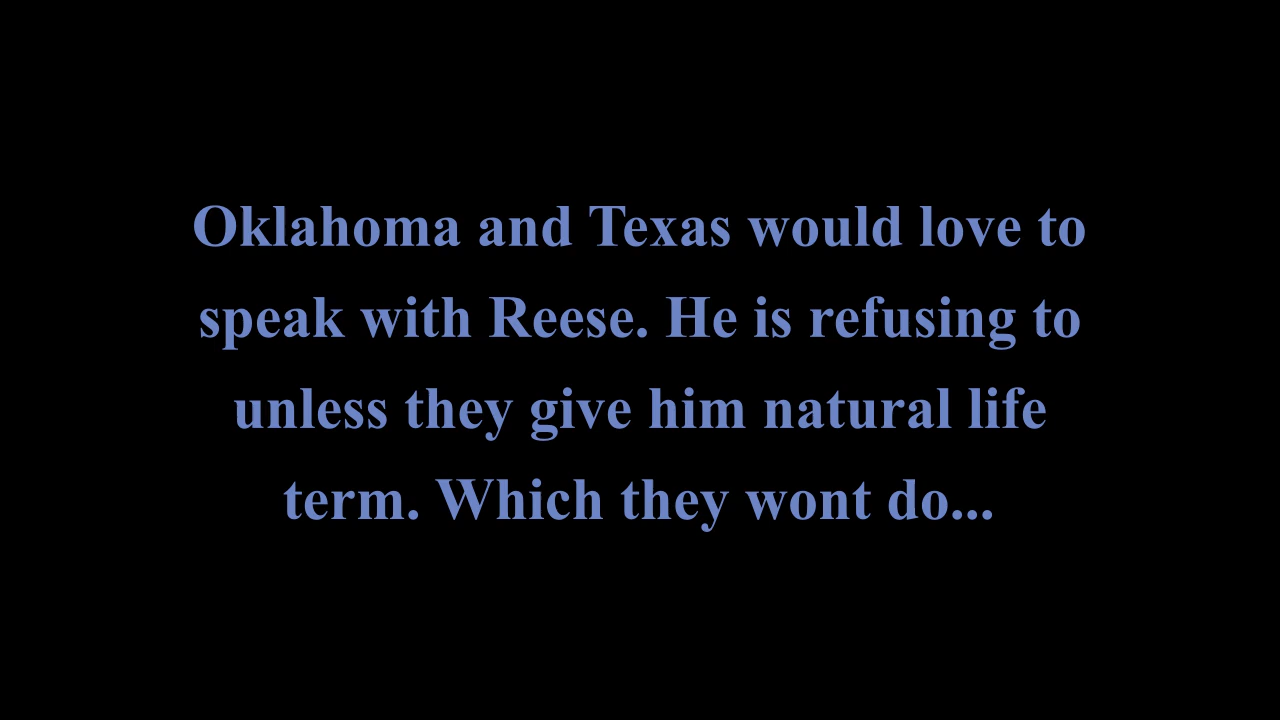 Oklahoma and Texas would love to
speak with Reese. He is refusing to
unless they give him natural life
term. Which they wont do...